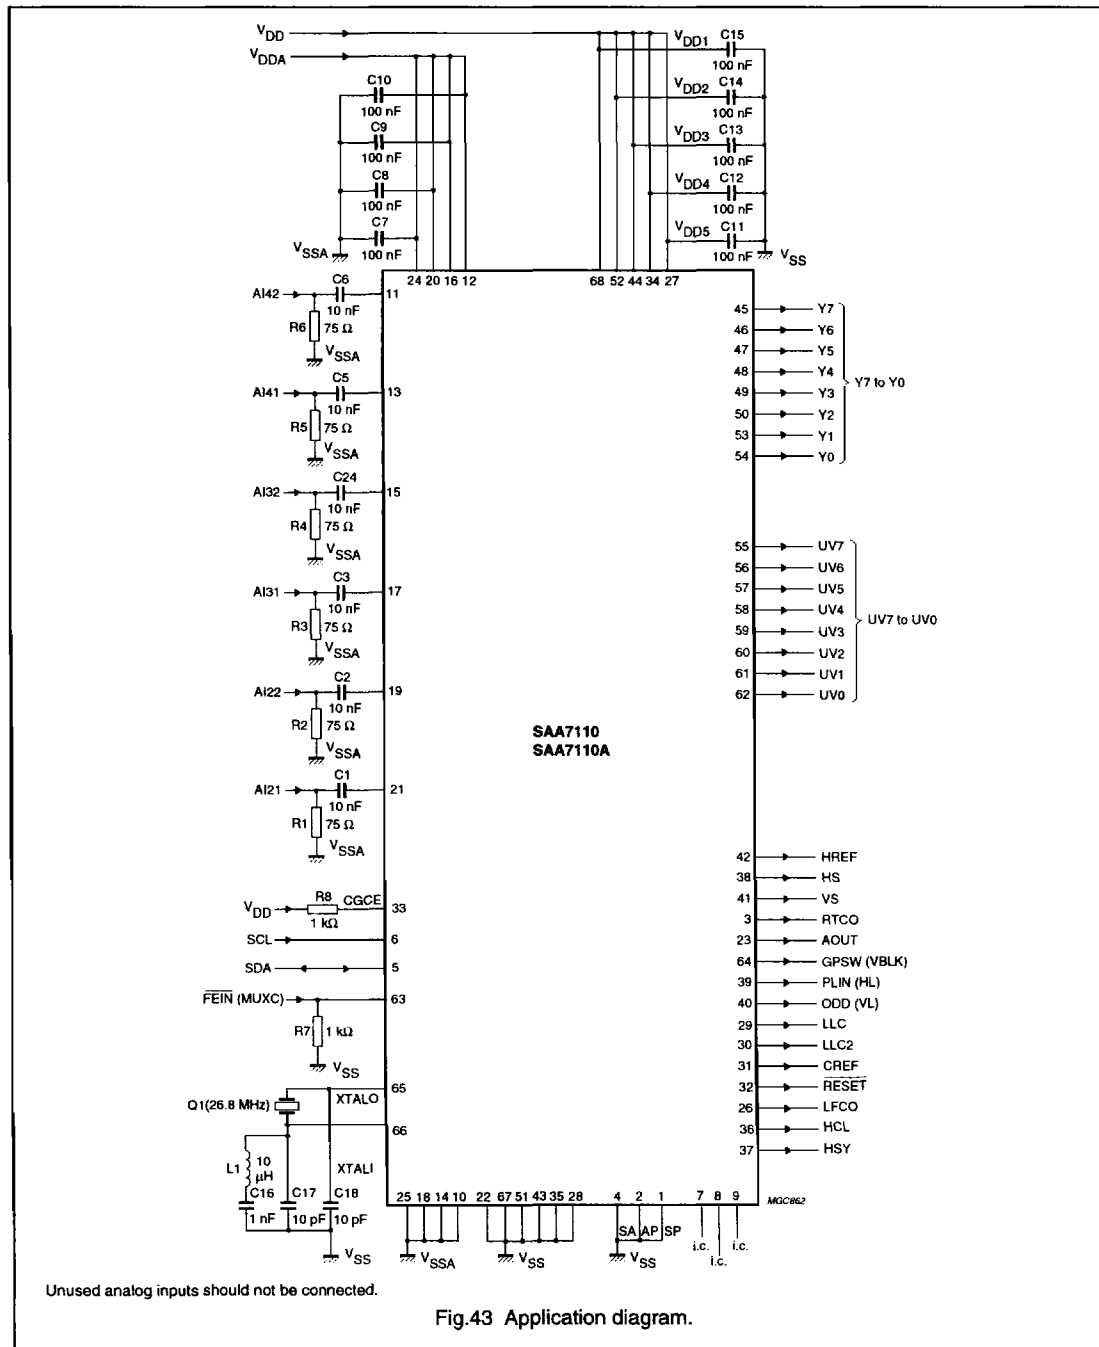 VDD
VDDA
C10
100 nF
C9
100 nF
C8
100 nF
C7
100 nF
VSSA
VDD1 C15
100 nF
VDD2 C14
100 nF
VDD3 C13
100 nF
VDD4 C12
100 nF
VDD5 C11
100 nF
VSS
24 20 16 12
68 52 44 34 27
AI42
C6
11
10 nF
R6
75 Ω
VSSA
AI41
C5
13
10 nF
R5
75 Ω
VSSA
AI32
C24
15
10 nF
R4
75 Ω
VSSA
AI31
C3
17
10 nF
R3
75 Ω
VSSA
AI22
C2
19
10 nF
R2
75 Ω
VSSA
AI21
C1
21
10 nF
R1
75 Ω
VSSA
VDD
R8
CGCE
33
1 kΩ
SCL
6
SDA
5
FEIN (MUXC)
63
R7
1 kΩ
VSS
65
XTALO
Q1(26.8 MHz)
66
L1
10
μH
XTALI
C16
1 nF
C17
10 pF
C18
10 pF
VSS
SAA7110
SAA7110A
45 Y7
46 Y6
47 Y5
48 Y4
49 Y3
50 Y2
53 Y1
54 Y0
Y7 to Y0
55 UV7
56 UV6
57 UV5
58 UV4
59 UV3
60 UV2
61 UV1
62 UV0
UV7 to UV0
42 HREF
38 HS
41 VS
3 RTCO
23 AOUT
64 GPSW (VBLK)
39 PLIN (HL)
40 ODD (VL)
29 LLC
30 LLC2
31 CREF
32 RESET
26 LFCO
36 HCL
37 HSY
25 18 14 10
VSSA
22 67 51 43 35 28
VSS
4 2 1
SA AP SP
VSS
7 8 9
i.c. i.c. i.c.
MGC862
Unused analog inputs should not be connected.
Fig.43 Application diagram.